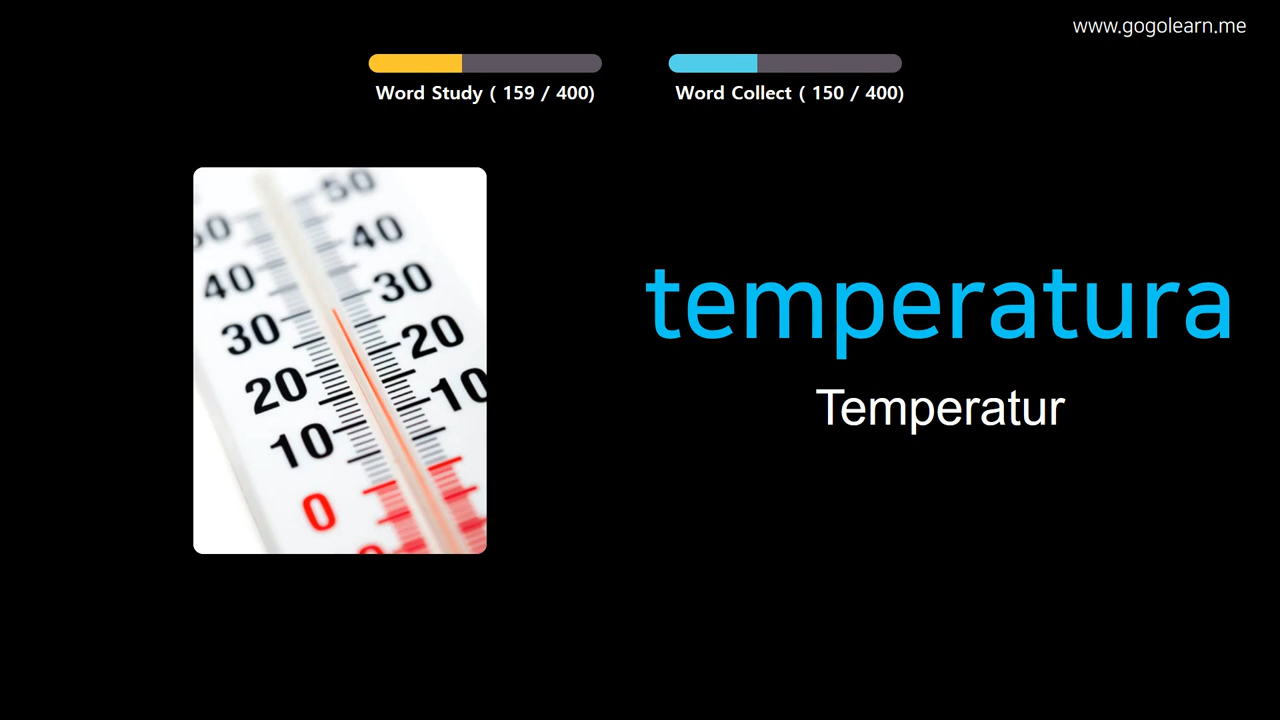 www.gogolearn.me
Word Study ( 159 / 400)
Word Collect ( 150 / 400)
50
40 40
30 30
20 20
10 10
0
temperatura
Temperatur